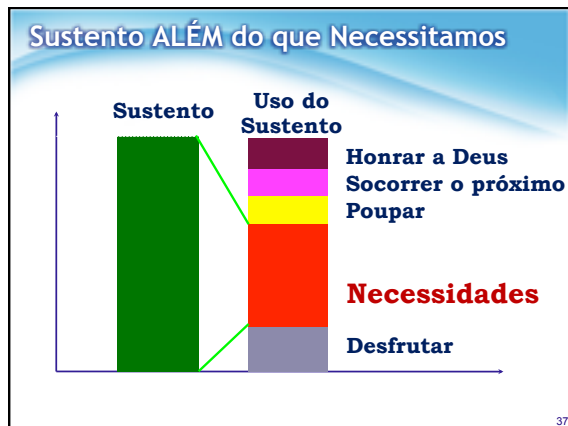 Sustento ALÉM do que Necessitamos
Sustento
Uso do
Sustento
Honrar a Deus
Socorrer o próximo
Poupar
Necessidades
Desfrutar
37